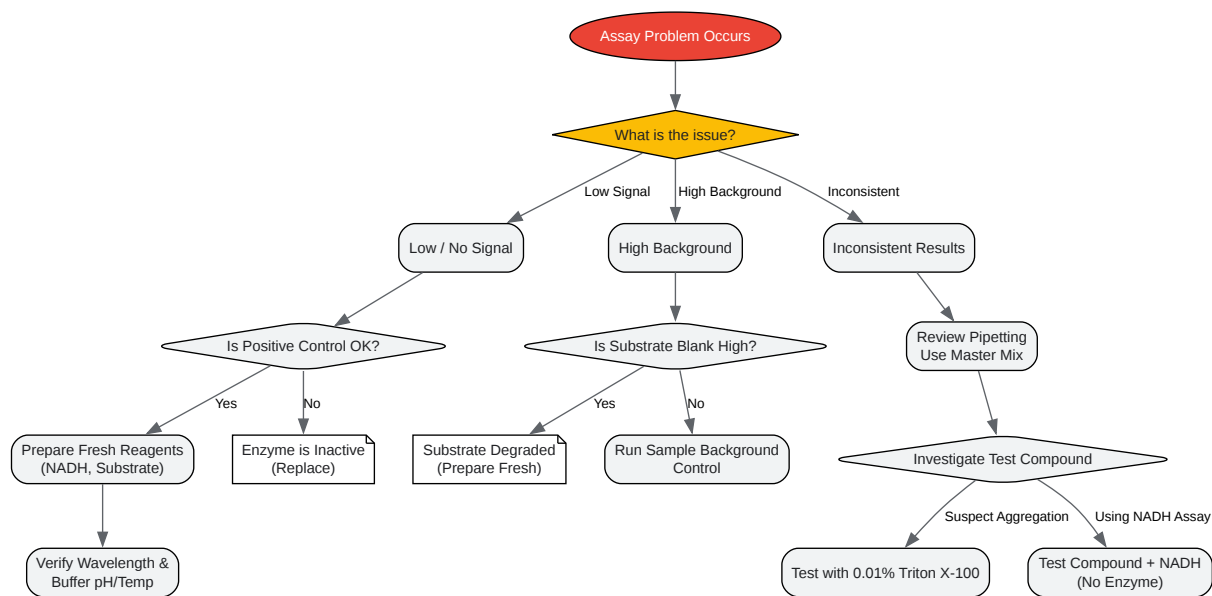 Assay Problem Occurs
What is the issue?
Low Signal
High Background
Inconsistent
Low / No Signal
High Background
Inconsistent Results
Is Positive Control OK?
Is Substrate Blank High?
Review Pipetting
Use Master Mix
Yes
No
Yes
No
Prepare Fresh Reagents
(NADH, Substrate)
Enzyme is Inactive
(Replace)
Substrate Degraded
(Prepare Fresh)
Run Sample Background
Control
Investigate Test Compound
Suspect Aggregation
Using NADH Assay
Verify Wavelength &
Buffer pH/Temp
Test with 0.01% Triton X-100
Test Compound + NADH
(No Enzyme)